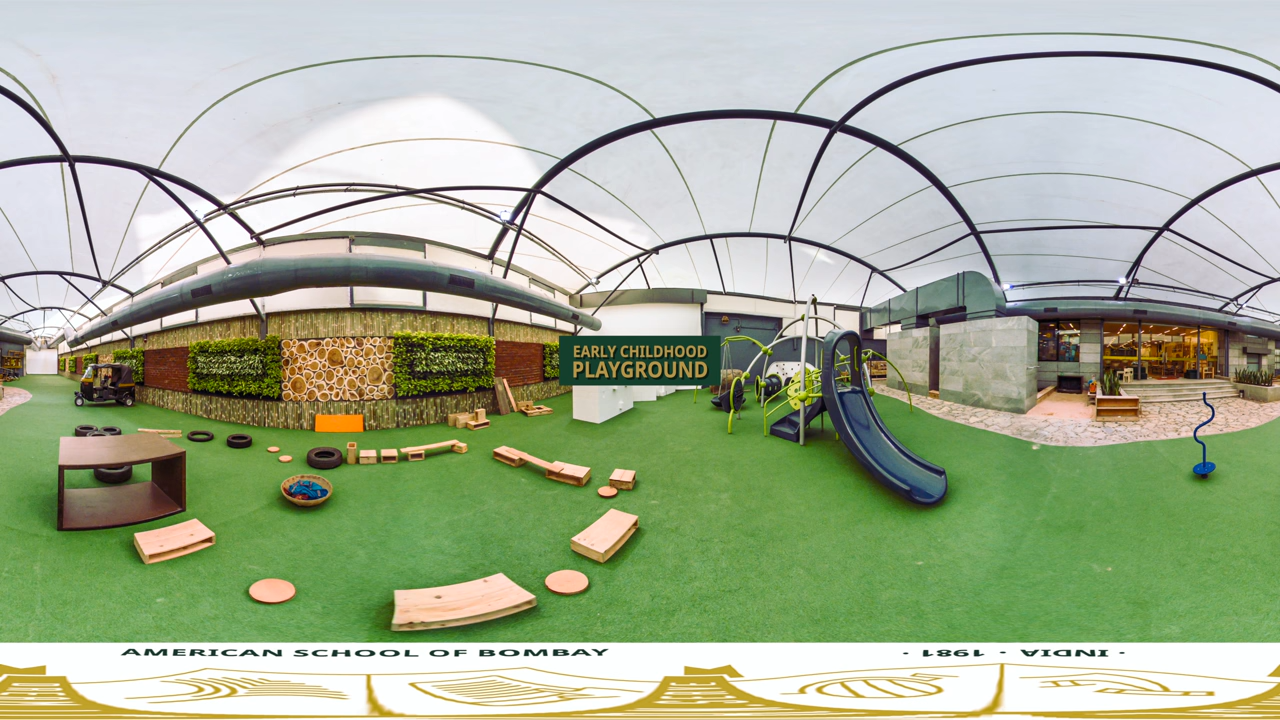 EARLY CHILDHOOD
PLAYGROUND
AMERICAN SCHOOL OF BOMBAY
· INDIA · 1981 ·